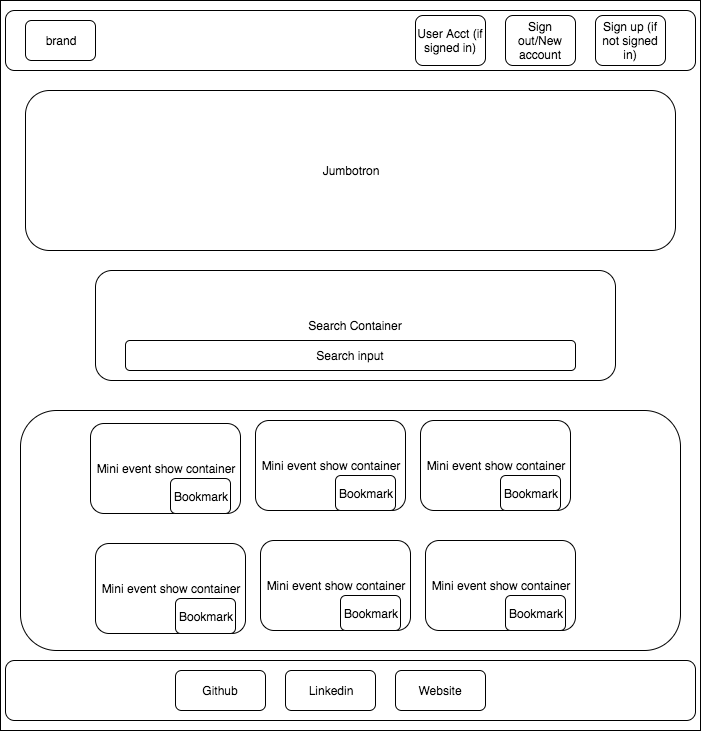 brand
User Acct (if
signed in)
Sign
out/New
account
Sign up (if
not signed
in)
Jumbotron
Search Container
Search input
Mini event show container
Bookmark
Mini event show container
Bookmark
Mini event show container
Bookmark
Mini event show container
Bookmark
Mini event show container
Bookmark
Mini event show container
Bookmark
Github
Linkedin
Website